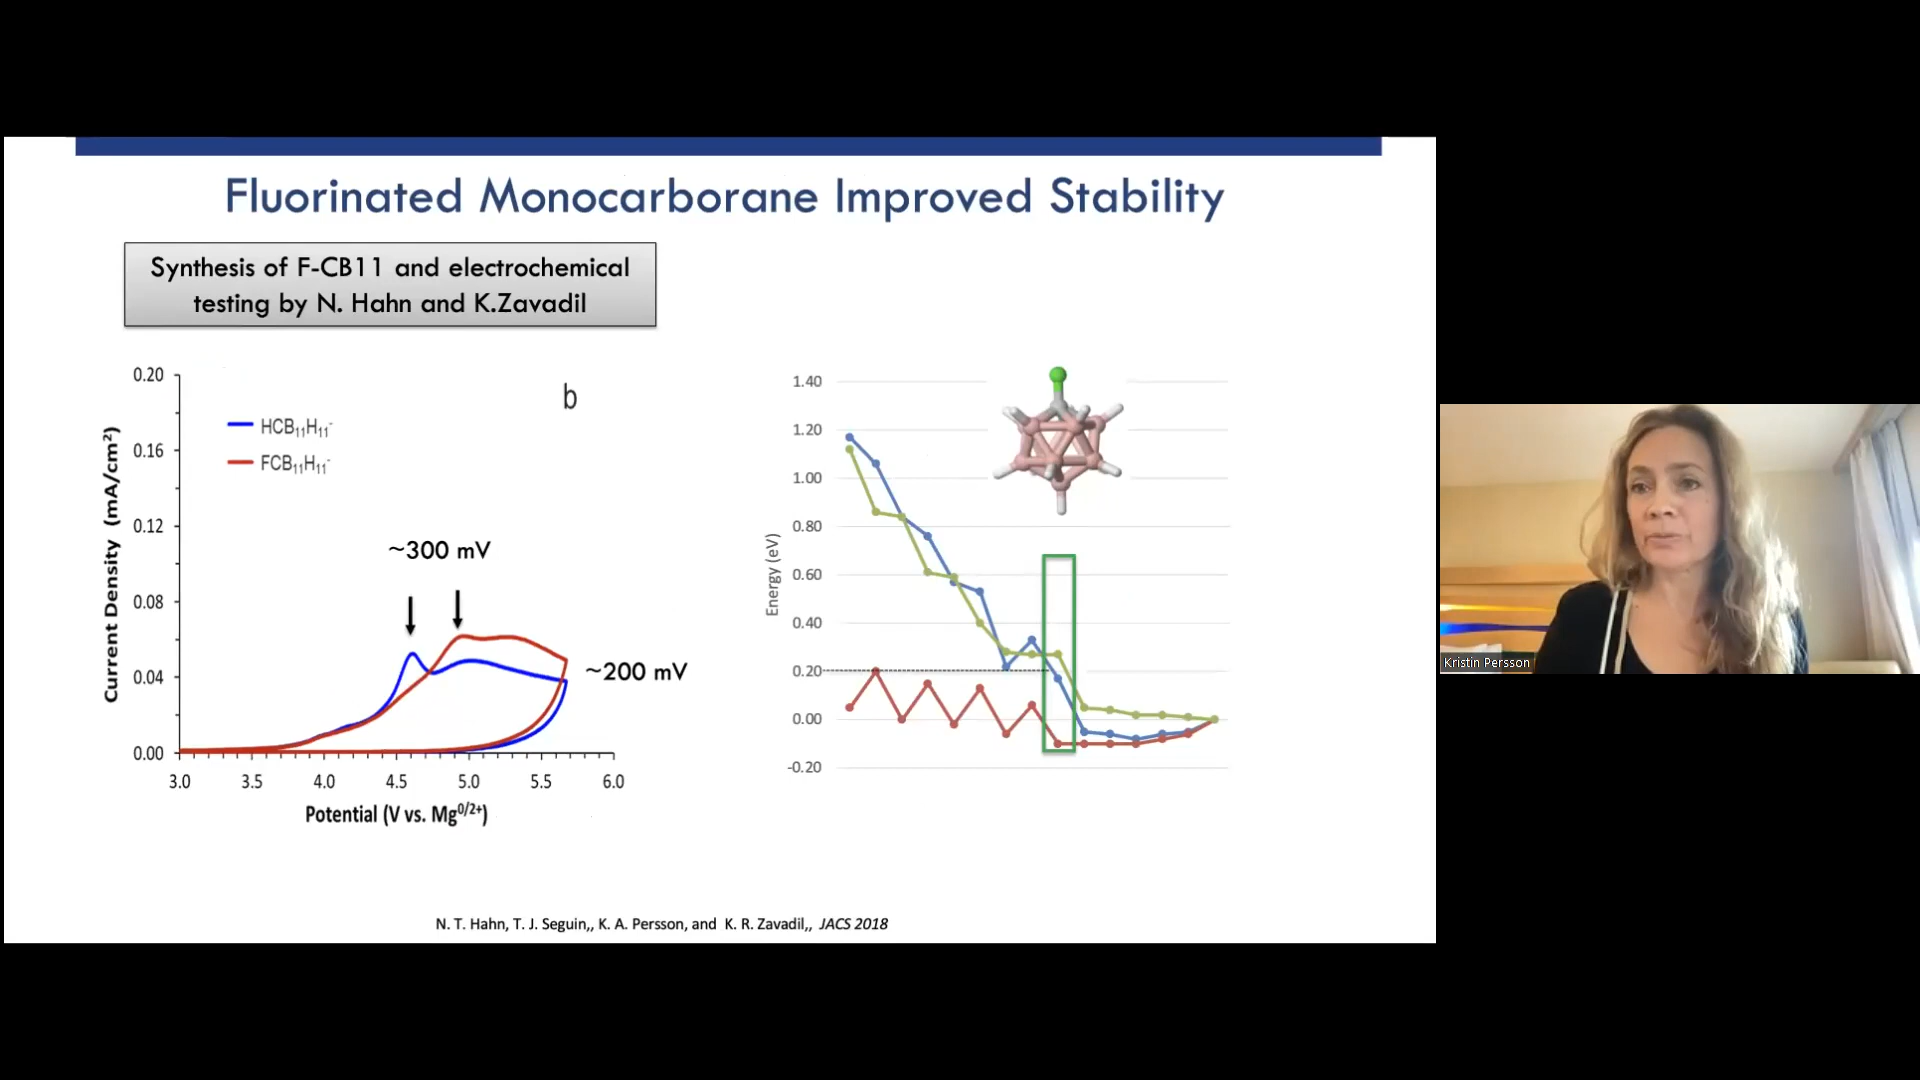 Fluorinated Monocarborane Improved Stability
Synthesis of F-CB11 and electrochemical
testing by N. Hahn and K.Zavadil
0.20
0.16
0.12
0.08
0.04
0.00
Current Density (mA/cm²)
b
HCB₁₁H₁₁⁻
FCB₁₁H₁₁⁻
~300 mV
~200 mV
3.0 3.5 4.0 4.5 5.0 5.5 6.0
Potential (V vs. Mg⁰/²⁺)
1.40
1.20
1.00
0.80
0.60
0.40
0.20
0.00
-0.20
Energy (eV)
N. T. Hahn, T. J. Seguin,, K. A. Persson, and K. R. Zavadil,, JACS 2018
Kristin Persson